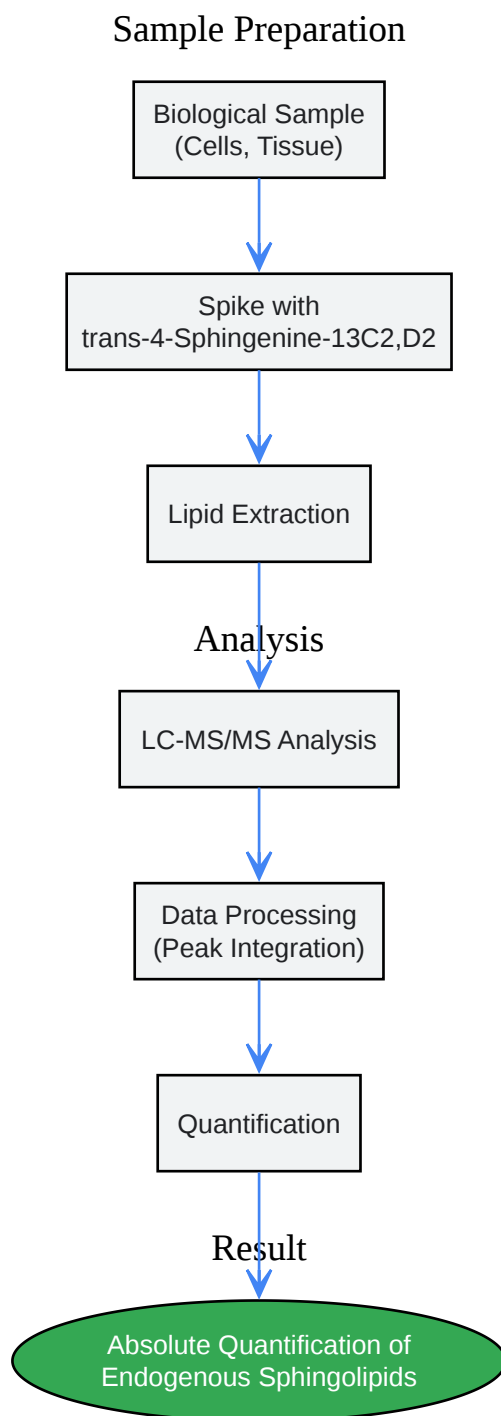 Sample Preparation
Biological Sample
(Cells, Tissue)
Spike with
trans-4-Sphingenine-13C2,D2
Lipid Extraction
Analysis
LC-MS/MS Analysis
Data Processing
(Peak Integration)
Quantification
Result
Absolute Quantification of
Endogenous Sphingolipids